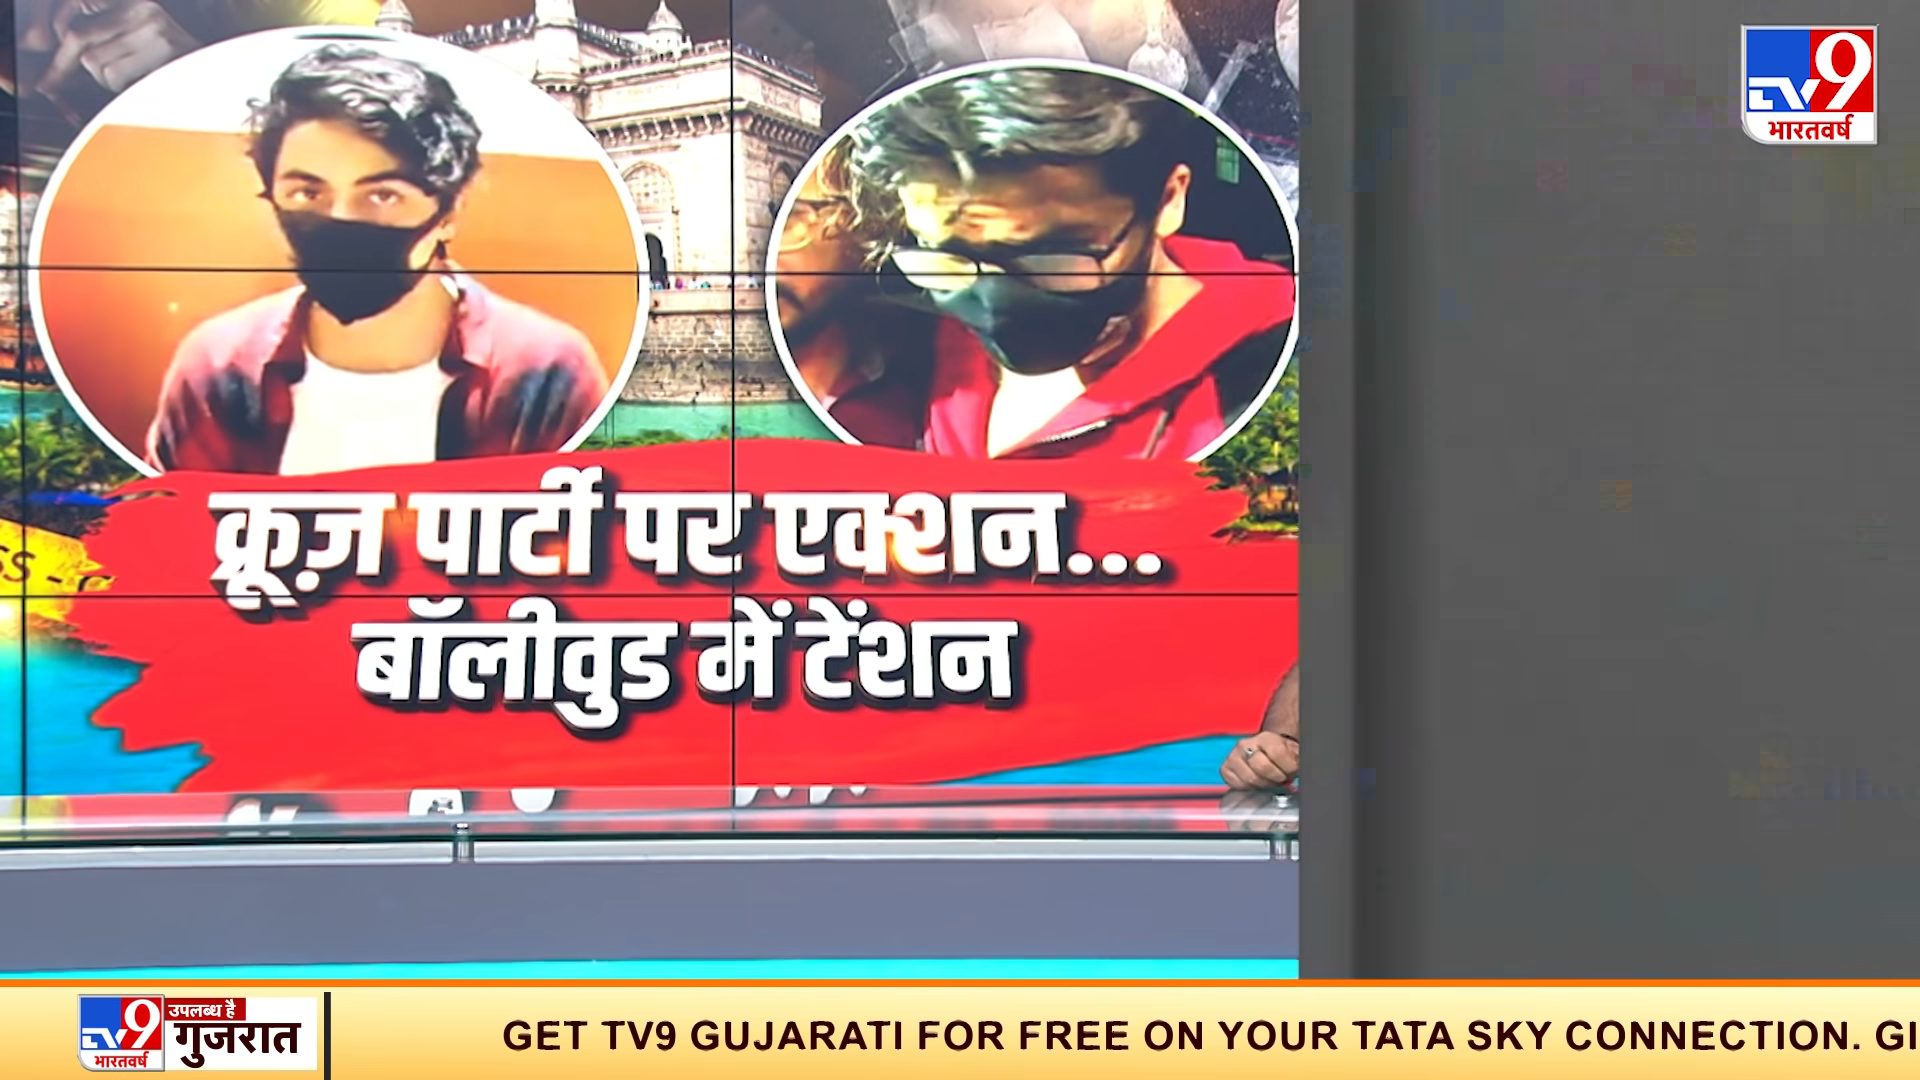 TV9
भारतवर्ष
क्रूज़ पार्टी पर एक्शन...
बॉलीवुड में टेंशन
TV9
भारतवर्ष
उपलब्ध है
गुजरात
GET TV9 GUJARATI FOR FREE ON YOUR TATA SKY CONNECTION. GI